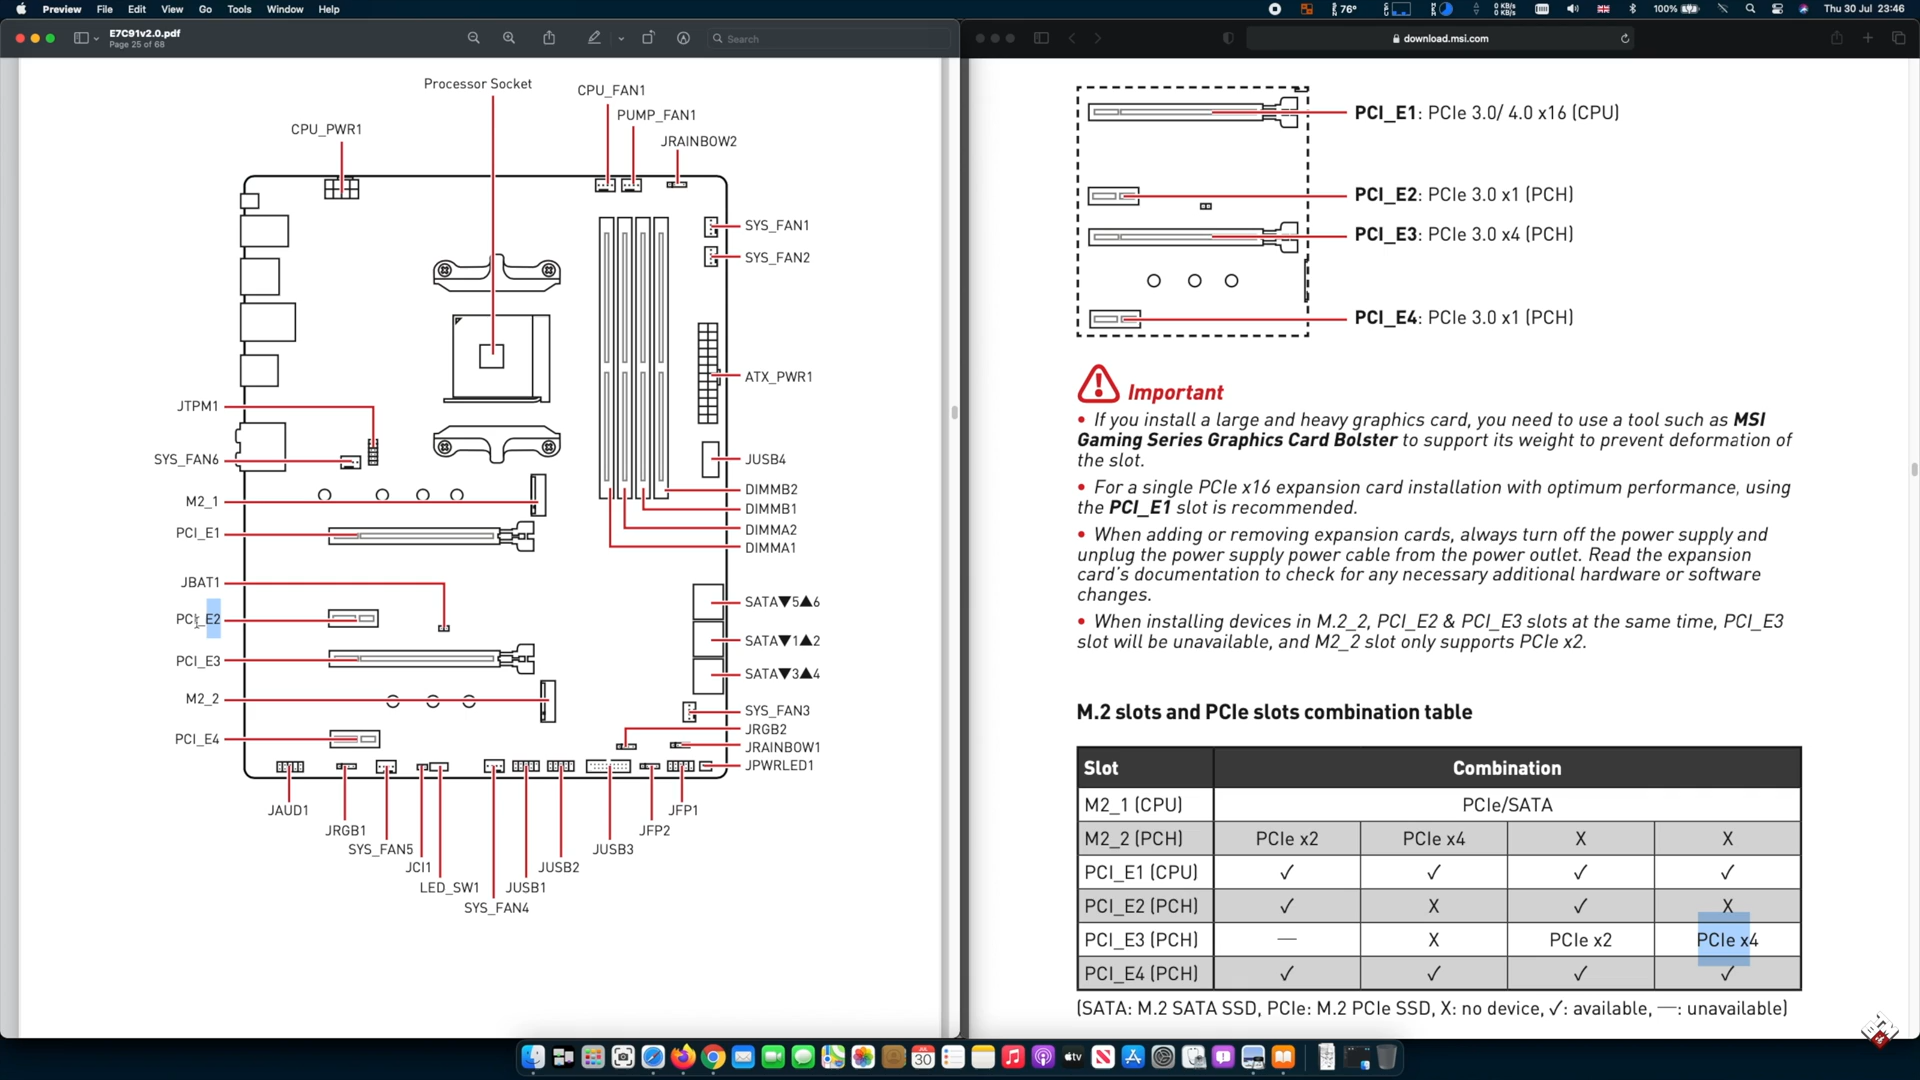 Preview File Edit View Go Tools Window Help
76° 0 KB/s 0 KB/s 100% Thu 30 Jul 23:46
E7C91v2.0.pdf
Page 25 of 68
Search
download.msi.com
Processor Socket
CPU_FAN1
PUMP_FAN1
CPU_PWR1
JRAINBOW2
SYS_FAN1
SYS_FAN2
ATX_PWR1
JTPM1
SYS_FAN6
JUSB4
M2_1
DIMMB2
DIMMB1
PCI_E1
DIMMA2
DIMMA1
JBAT1
SATA▼5▲6
PCI_E2
SATA▼1▲2
PCI_E3
SATA▼3▲4
M2_2
SYS_FAN3
JRGB2
PCI_E4
JRAINBOW1
JPWRLED1
JAUD1
JFP1
JRGB1
JFP2
SYS_FAN5
JUSB3
JCI1
JUSB2
LED_SW1
JUSB1
SYS_FAN4
PCI_E1: PCIe 3.0/ 4.0 x16 (CPU)
PCI_E2: PCIe 3.0 x1 (PCH)
PCI_E3: PCIe 3.0 x4 (PCH)
PCI_E4: PCIe 3.0 x1 (PCH)
Important
• If you install a large and heavy graphics card, you need to use a tool such as MSI
Gaming Series Graphics Card Bolster to support its weight to prevent deformation of
the slot.
• For a single PCIe x16 expansion card installation with optimum performance, using
the PCI_E1 slot is recommended.
• When adding or removing expansion cards, always turn off the power supply and
unplug the power supply power cable from the power outlet. Read the expansion
card's documentation to check for any necessary additional hardware or software
changes.
• When installing devices in M.2_2, PCI_E2 & PCI_E3 slots at the same time, PCI_E3
slot will be unavailable, and M2_2 slot only supports PCIe x2.
M.2 slots and PCIe slots combination table
Slot Combination
M2_1 (CPU) PCIe/SATA
M2_2 (PCH) PCIe x2 PCIe x4 X X
PCI_E1 (CPU) ✓ ✓ ✓ ✓
PCI_E2 (PCH) ✓ X ✓ X
PCI_E3 (PCH) — X PCIe x2 PCIe x4
PCI_E4 (PCH) ✓ ✓ ✓ ✓
(SATA: M.2 SATA SSD, PCIe: M.2 PCIe SSD, X: no device, ✓: available, —: unavailable)
JUL
30
tv